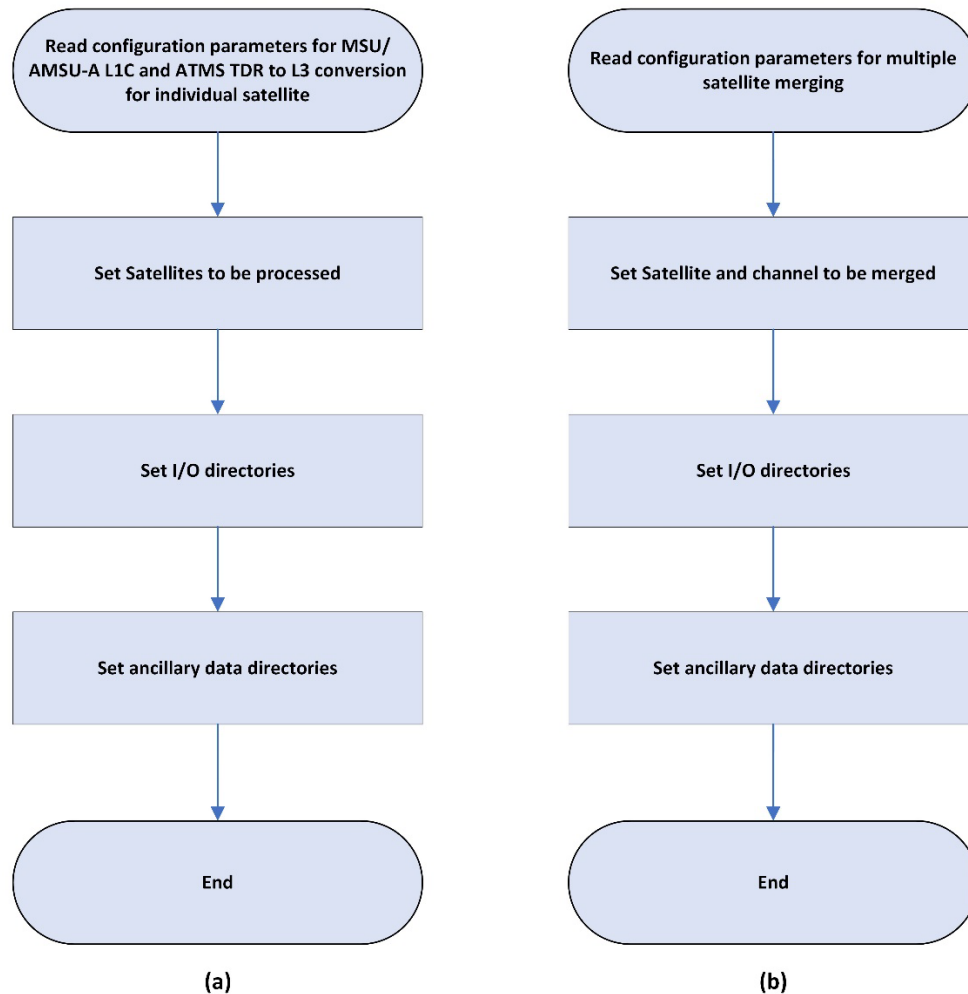 Read configuration parameters for MSU/
AMSU-A L1C and ATMS TDR to L3 conversion
for individual satellite
Set Satellites to be processed
Set I/O directories
Set ancillary data directories
End
(a)
Read configuration parameters for multiple
satellite merging
Set Satellite and channel to be merged
Set I/O directories
Set ancillary data directories
End
(b)